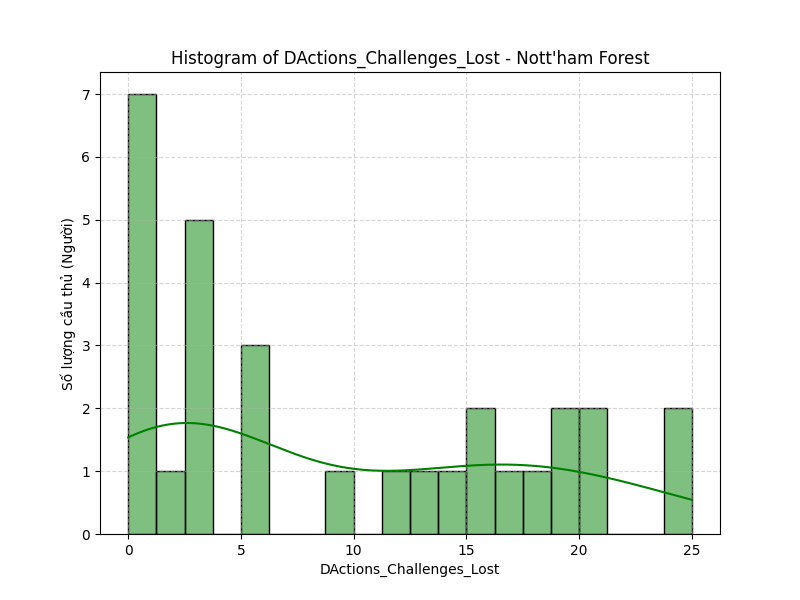 Histogram of DActions_Challenges_Lost - Nott'ham Forest
Số lượng cầu thủ (Người)
7
6
5
4
3
2
1
0
0 5 10 15 20 25
DActions_Challenges_Lost